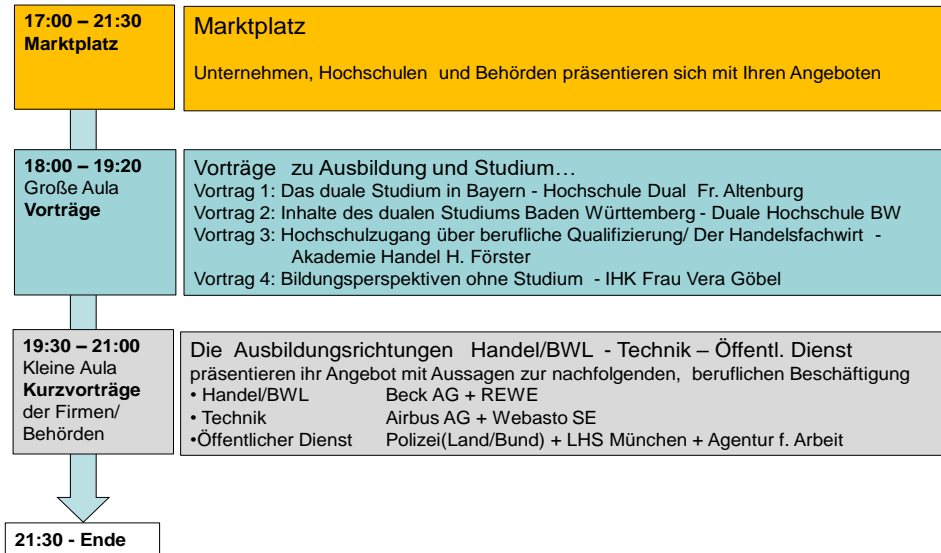 17:00 – 21:30
Marktplatz
Marktplatz
Unternehmen, Hochschulen und Behörden präsentieren sich mit Ihren Angeboten
18:00 – 19:20
Große Aula
Vorträge
Vorträge zu Ausbildung und Studium…
Vortrag 1: Das duale Studium in Bayern - Hochschule Dual Fr. Altenburg
Vortrag 2: Inhalte des dualen Studiums Baden Württemberg - Duale Hochschule BW
Vortrag 3: Hochschulzugang über berufliche Qualifizierung/ Der Handelsfachwirt -
Akademie Handel H. Förster
Vortrag 4: Bildungsperspektiven ohne Studium - IHK Frau Vera Göbel
19:30 – 21:00
Kleine Aula
Kurzvorträge
der Firmen/
Behörden
Die Ausbildungsrichtungen Handel/BWL - Technik – Öffentl. Dienst
präsentieren ihr Angebot mit Aussagen zur nachfolgenden, beruflichen Beschäftigung
• Handel/BWL Beck AG + REWE
• Technik Airbus AG + Webasto SE
•Öffentlicher Dienst Polizei(Land/Bund) + LHS München + Agentur f. Arbeit
21:30 - Ende